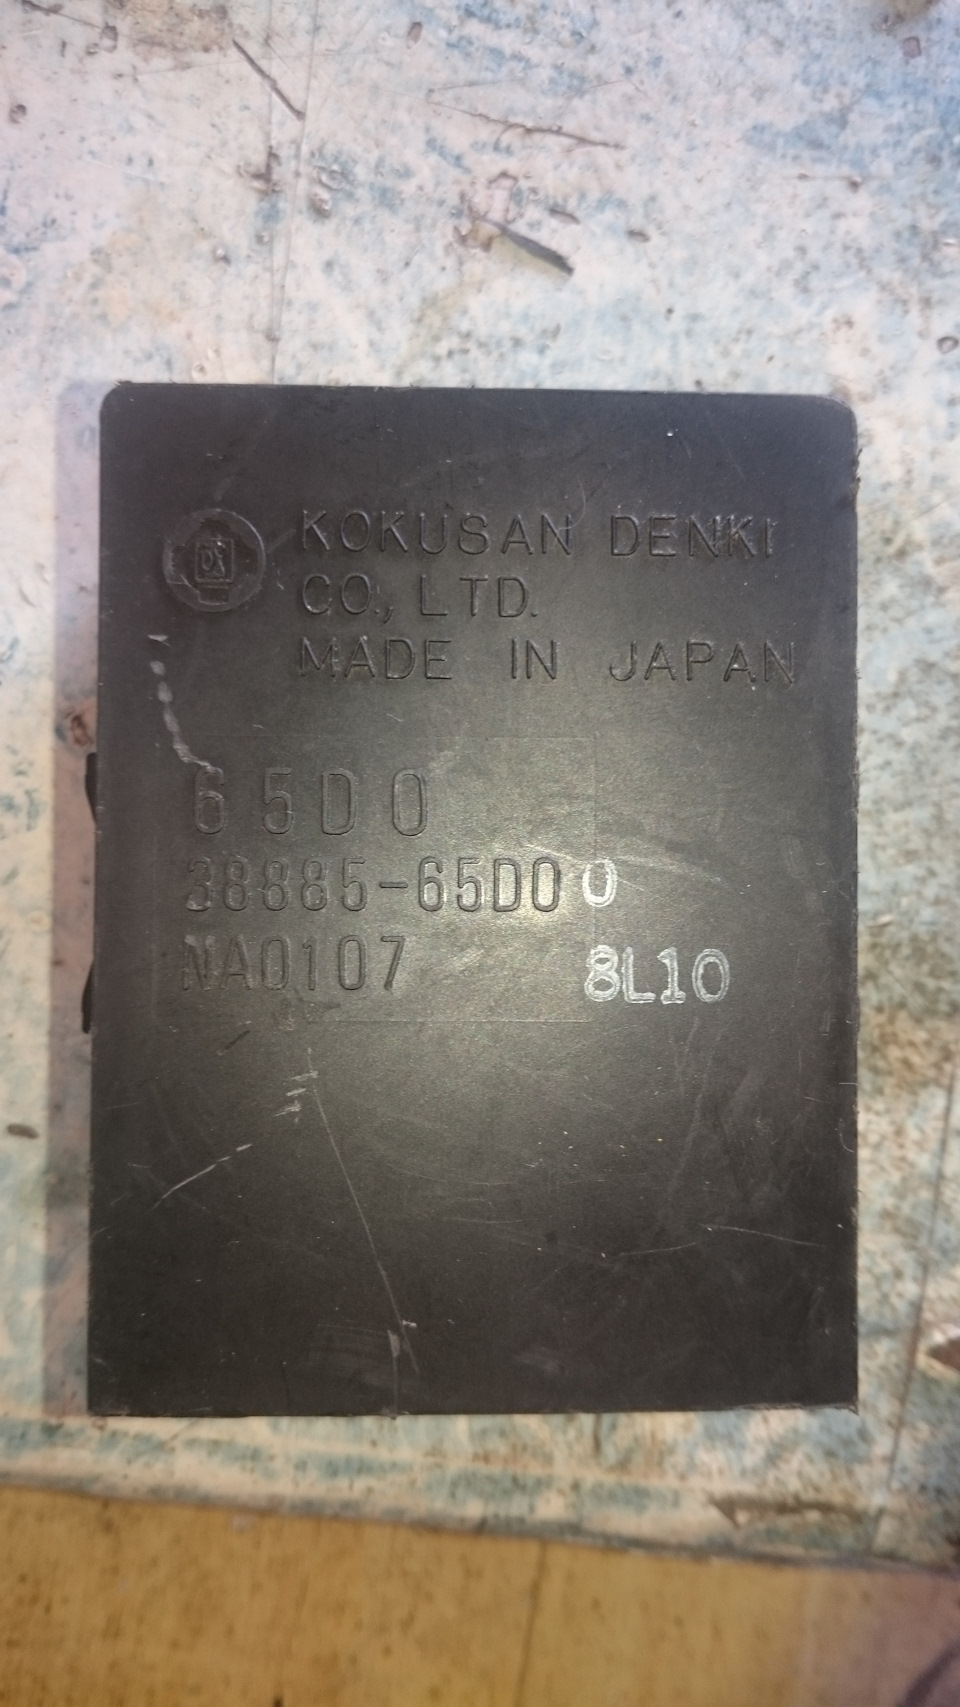 KOKUSAN DENKI
CO., LTD.
MADE IN JAPAN
65D0
38885-65D00
NA0107 8L10